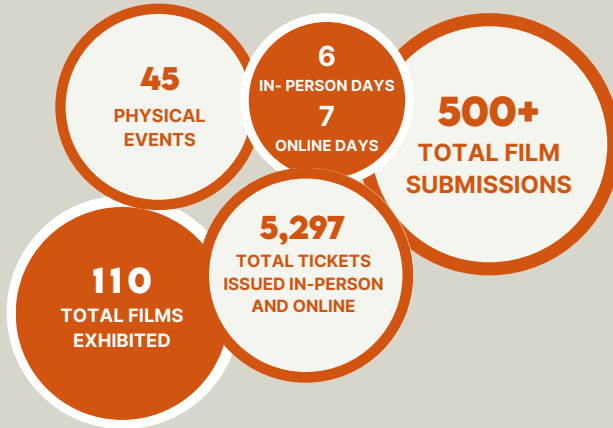 45
PHYSICAL
EVENTS
6
IN- PERSON DAYS
7
ONLINE DAYS
500+
TOTAL FILM
SUBMISSIONS
110
TOTAL FILMS
EXHIBITED
5,297
TOTAL TICKETS
ISSUED IN-PERSON
AND ONLINE